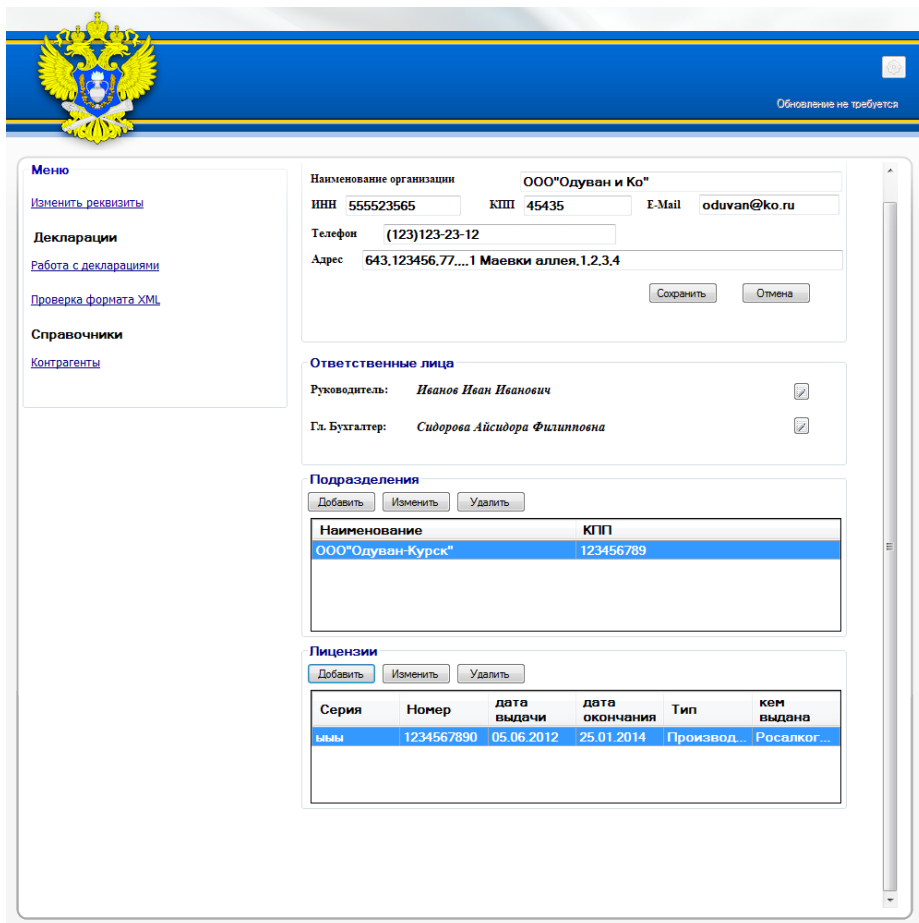 Обновление не требуется
Меню
Изменить реквизиты
Декларации
Работа с декларациями
Проверка формата XML
Справочники
Контрагенты
Наименование организации ООО"Одуван и Ко"
ИНН 555523565 КПП 45435 E-Mail oduvan@ko.ru
Телефон (123)123-23-12
Адрес 643,123456,77,,,,1 Маевки аллея,1,2,3,4
Сохранить Отмена
Ответственные лица
Руководитель: Иванов Иван Иванович
Гл. Бухгалтер: Сидорова Айсидора Филипповна
Подразделения
Добавить Изменить Удалить
Наименование КПП
ООО"Одуван-Курск" 123456789
Лицензии
Добавить Изменить Удалить
Серия Номер дата выдачи дата окончания Тип кем выдана
ыыы 1234567890 05.06.2012 25.01.2014 Производ... Росалког...